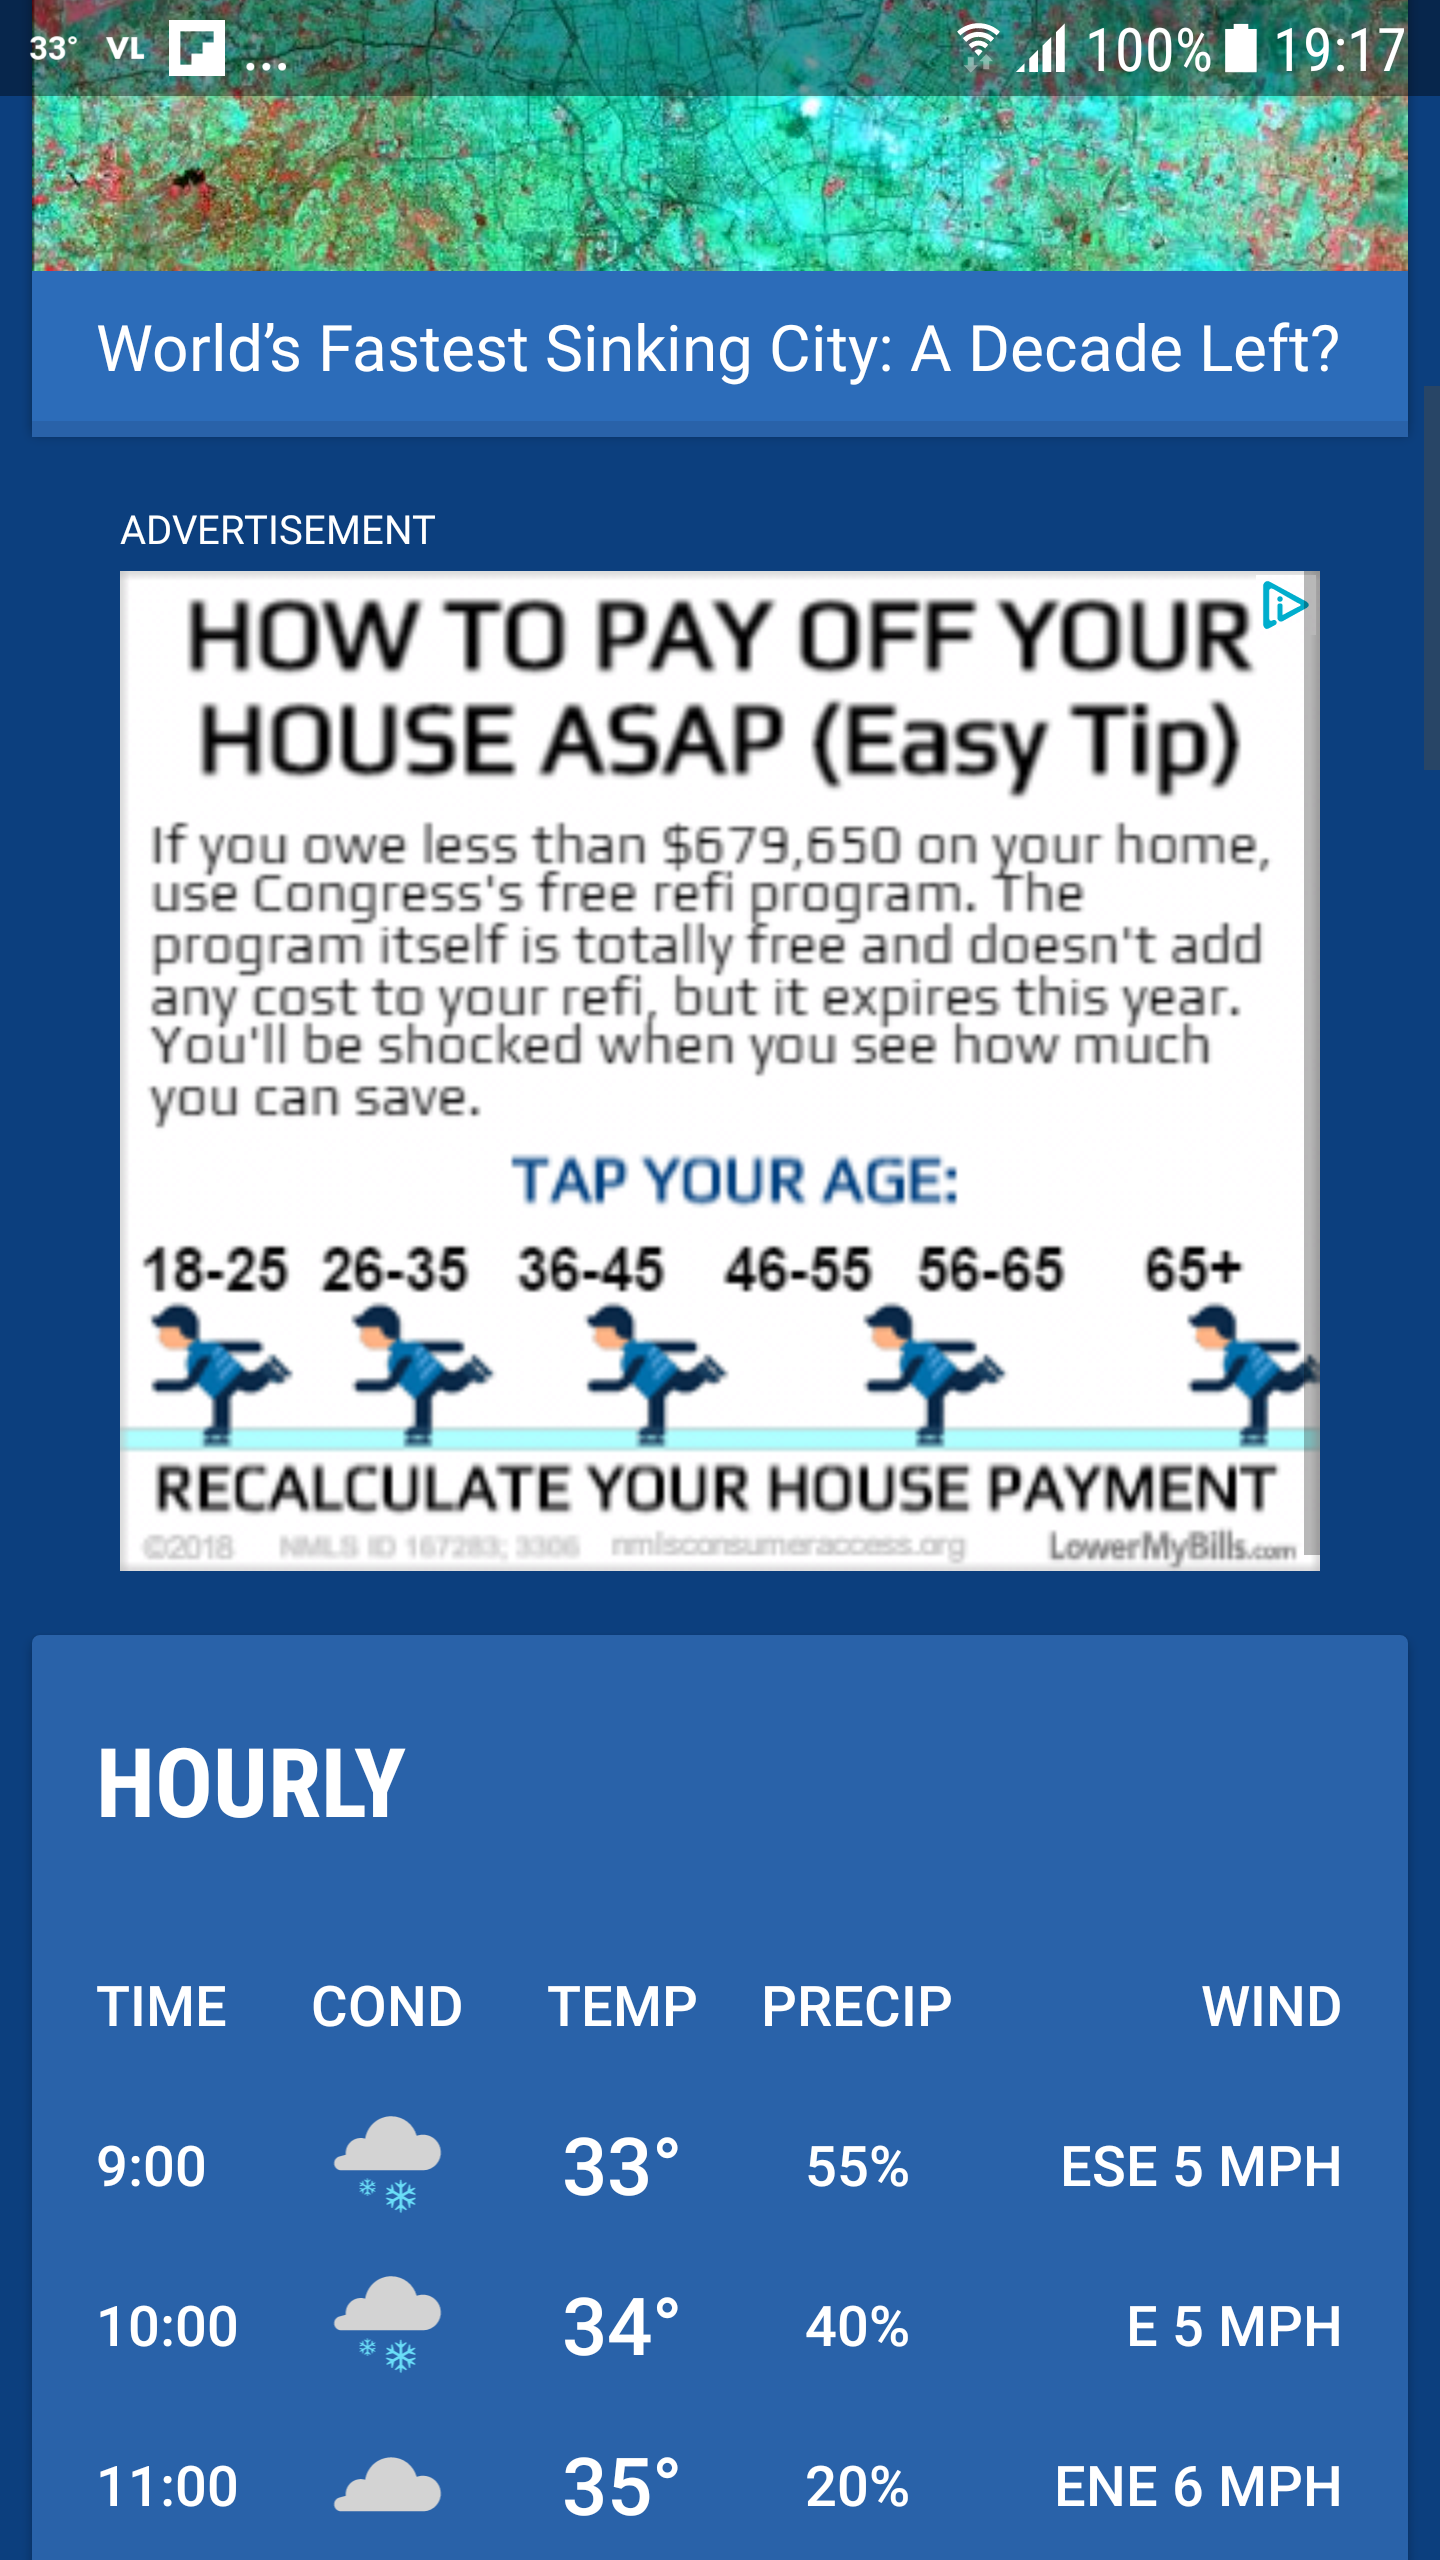 33° VL ... 100% 19:17
World’s Fastest Sinking City: A Decade Left?
ADVERTISEMENT
HOW TO PAY OFF YOUR
HOUSE ASAP (Easy Tip)
If you owe less than $679,650 on your home,
use Congress's free refi program. The
program itself is totally free and doesn't add
any cost to your refi, but it expires this year.
You'll be shocked when you see how much
you can save.
TAP YOUR AGE:
18-25 26-35 36-45 46-55 56-65 65+
RECALCULATE YOUR HOUSE PAYMENT
©2018 NMLS ID 167283; 3306 nmlsconsumeraccess.org LowerMyBills.com
HOURLY
TIME COND TEMP PRECIP WIND
9:00 33° 55% ESE 5 MPH
10:00 34° 40% E 5 MPH
11:00 35° 20% ENE 6 MPH